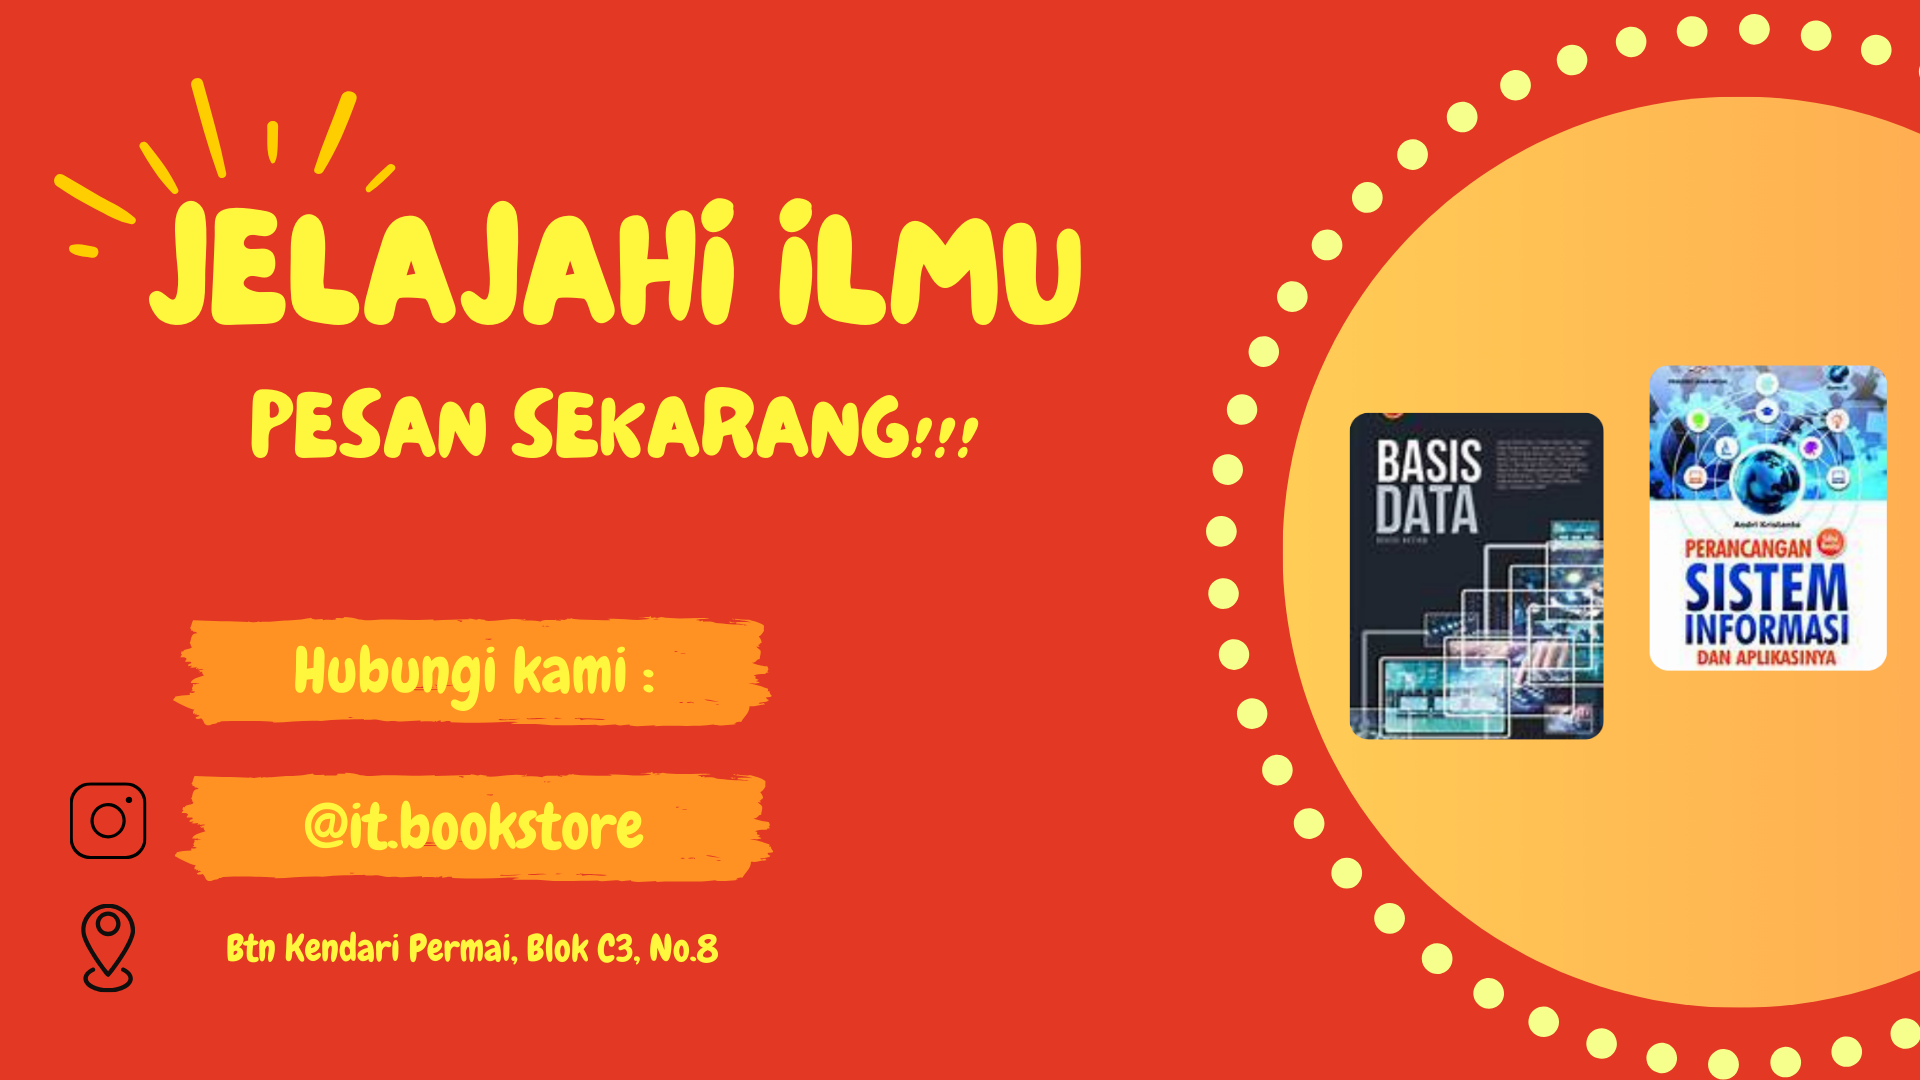 JELAJAHI ILMU
PESAN SEKARANG!!!
Hubungi kami :
@it.bookstore
Btn Kendari Permai, Blok C3, No.8
BASIS
DATA
Andri Kristanto
PERANCANGAN
SISTEM
INFORMASI
DAN APLIKASINYA